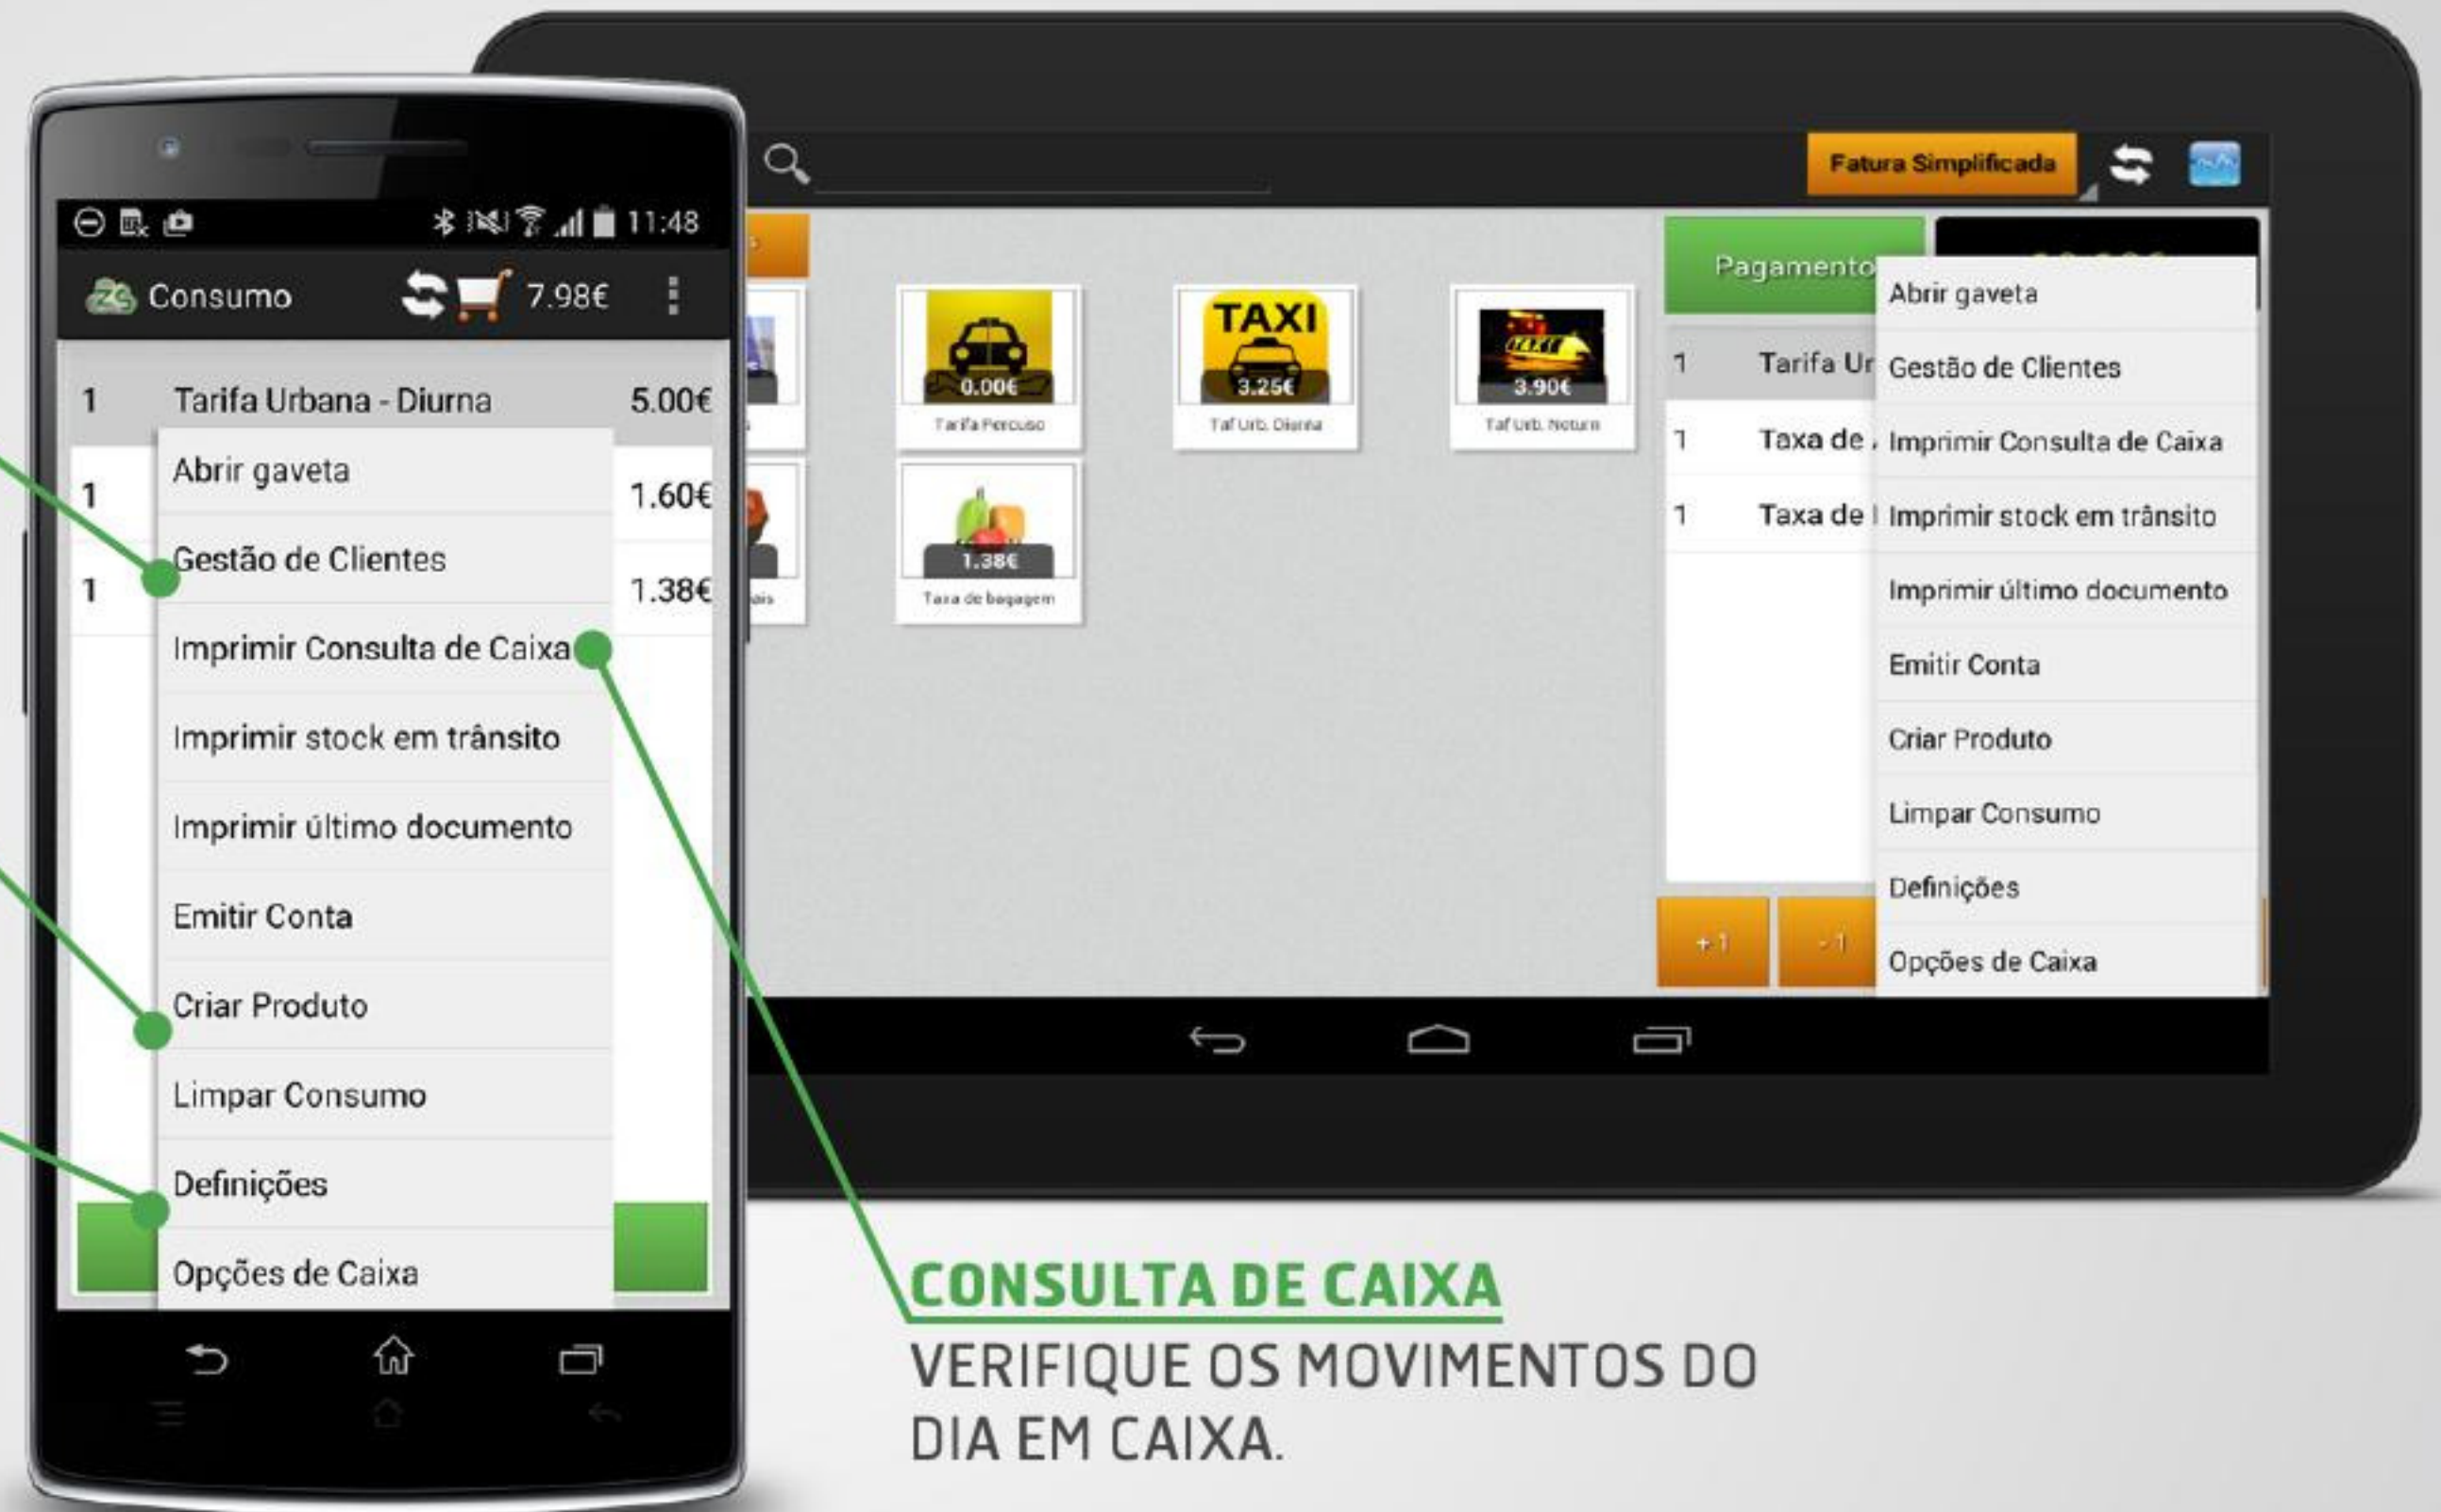 11:48
Consumo
7.98€
1 Tarifa Urbana - Diurna 5.00€
1 1.60€
1 1.38€
Abrir gaveta
Gestão de Clientes
Imprimir Consulta de Caixa
Imprimir stock em trânsito
Imprimir último documento
Emitir Conta
Criar Produto
Limpar Consumo
Definições
Opções de Caixa
Fatura Simplificada
Pagamento
0.00€
Tarifa Percuso
TAXI
3.25€
Taf Urb. Diurna
TAXI
3.90€
Taf Urb. Noturn
1.38€
Taxa de bagagem
1 Tarifa Ur
1 Taxa de
1 Taxa de
Abrir gaveta
Gestão de Clientes
Imprimir Consulta de Caixa
Imprimir stock em trânsito
Imprimir último documento
Emitir Conta
Criar Produto
Limpar Consumo
Definições
Opções de Caixa
+1
-1
CONSULTA DE CAIXA
VERIFIQUE OS MOVIMENTOS DO
DIA EM CAIXA.